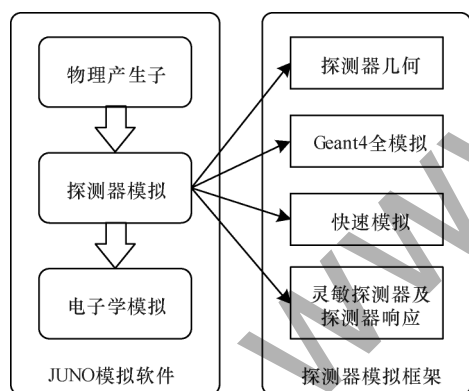 物理产生子
探测器模拟
电子学模拟
JUNO模拟软件
探测器几何
Geant4全模拟
快速模拟
灵敏探测器及
探测器响应
探测器模拟框架